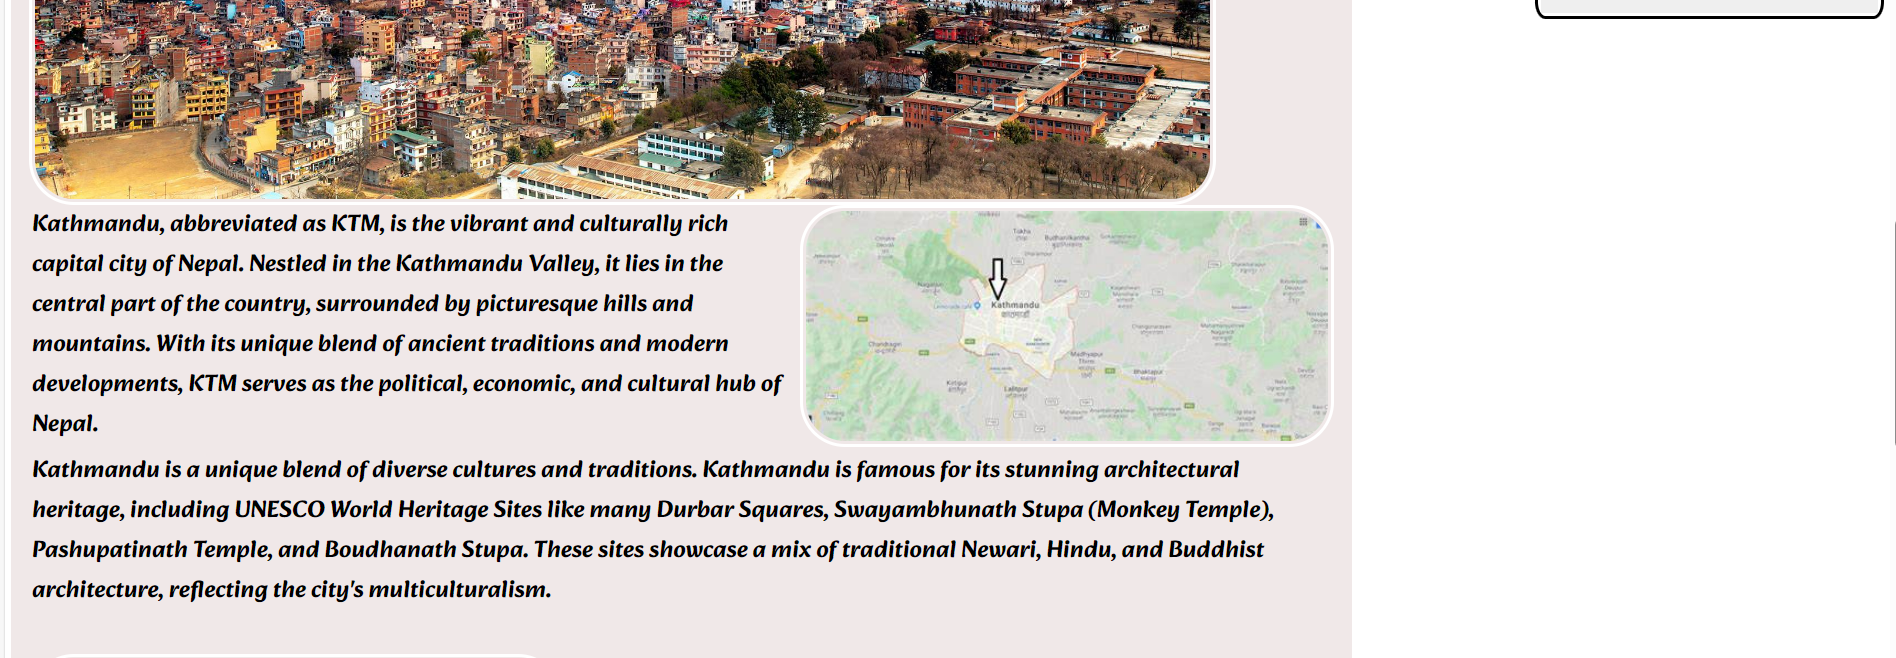 Kathmandu, abbreviated as KTM, is the vibrant and culturally rich
capital city of Nepal. Nestled in the Kathmandu Valley, it lies in the
central part of the country, surrounded by picturesque hills and
mountains. With its unique blend of ancient traditions and modern
developments, KTM serves as the political, economic, and cultural hub of
Nepal.
Tokha
Budhanilkantha
Nagarjun
Kathmandu
Chandragiri
Madhyapur
Thimi
Bhaktapur
Kirtipur
Lalitpur
Kathmandu is a unique blend of diverse cultures and traditions. Kathmandu is famous for its stunning architectural
heritage, including UNESCO World Heritage Sites like many Durbar Squares, Swayambhunath Stupa (Monkey Temple),
Pashupatinath Temple, and Boudhanath Stupa. These sites showcase a mix of traditional Newari, Hindu, and Buddhist
architecture, reflecting the city's multiculturalism.